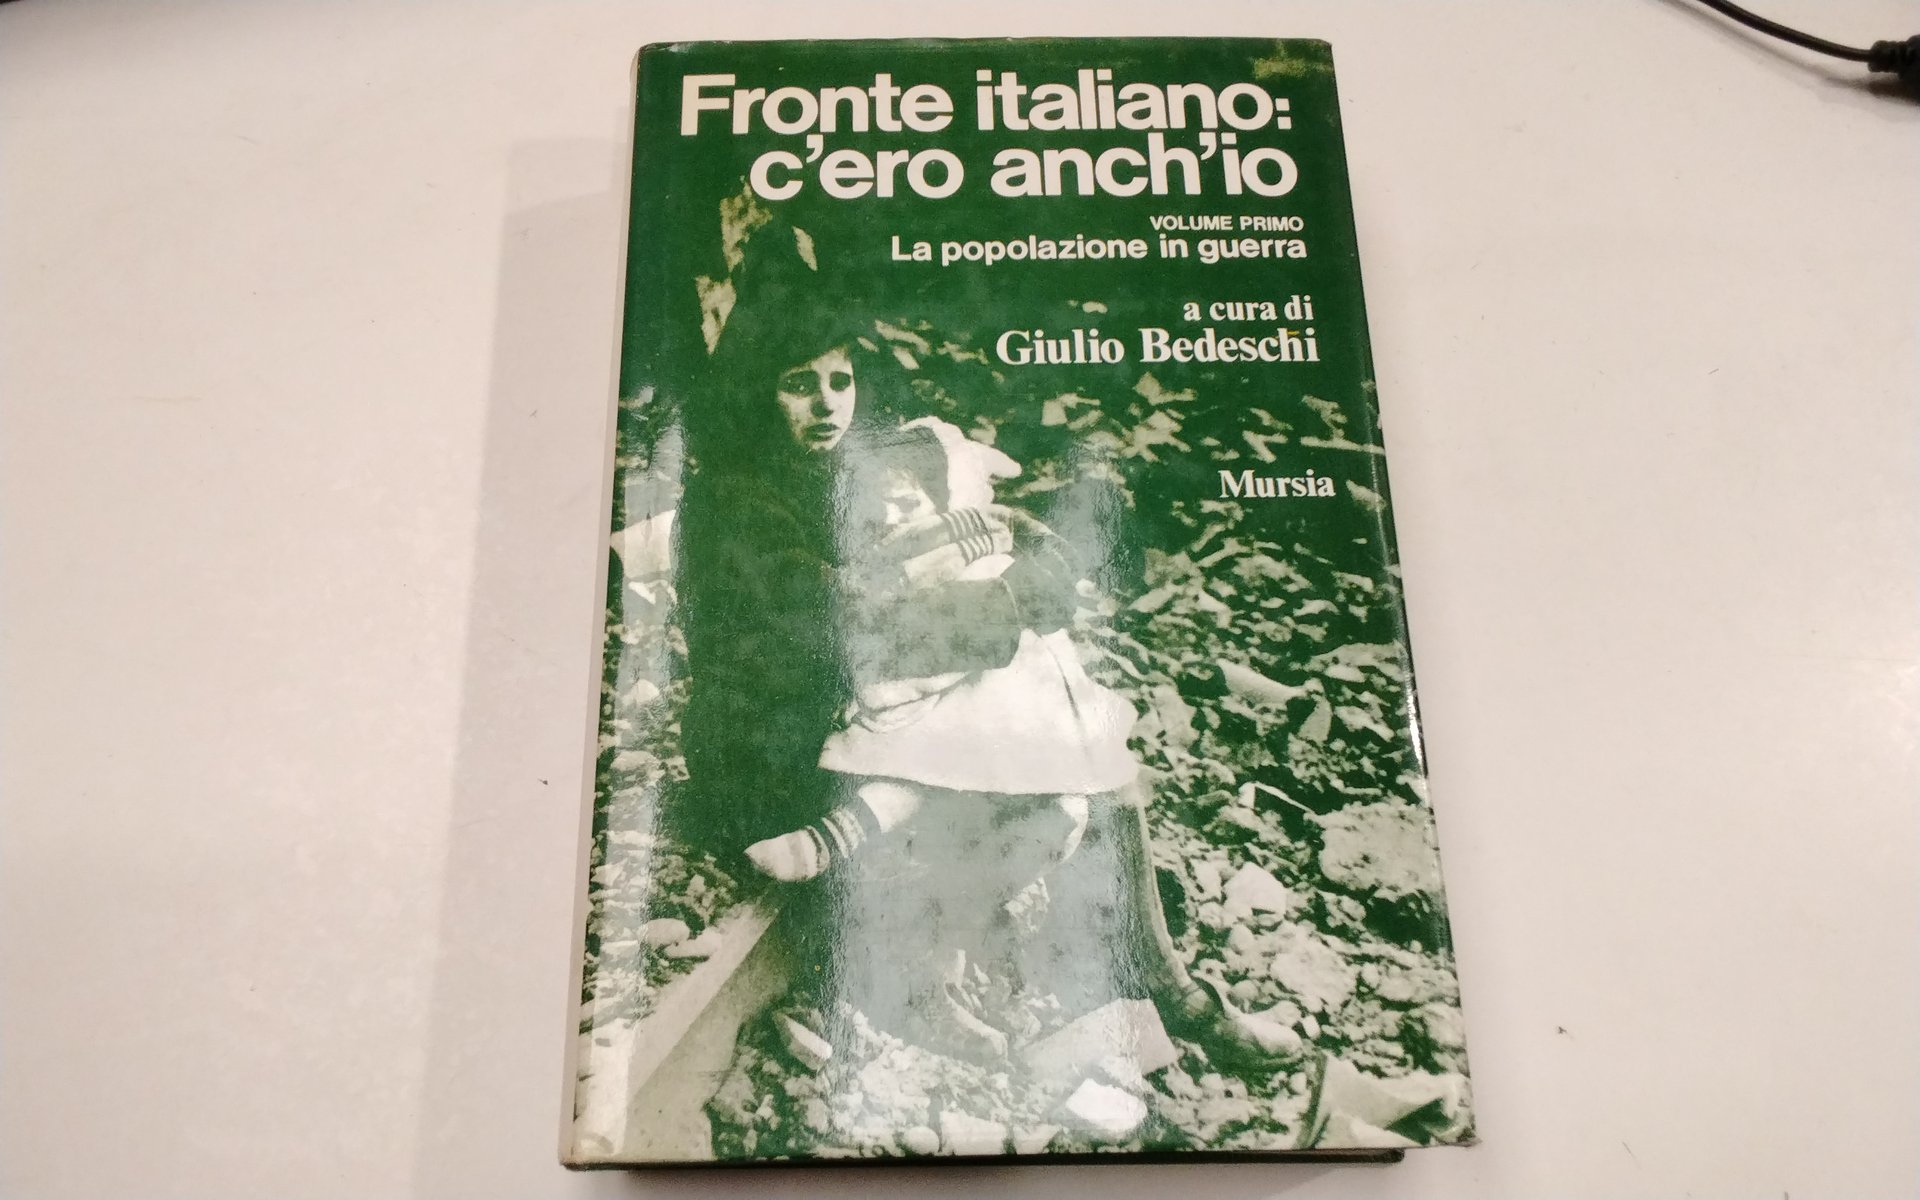 Fronte italiano:
c'ero anch'io
VOLUME PRIMO
La popolazione in guerra
a cura di
Giulio Bedeschi
Mursia